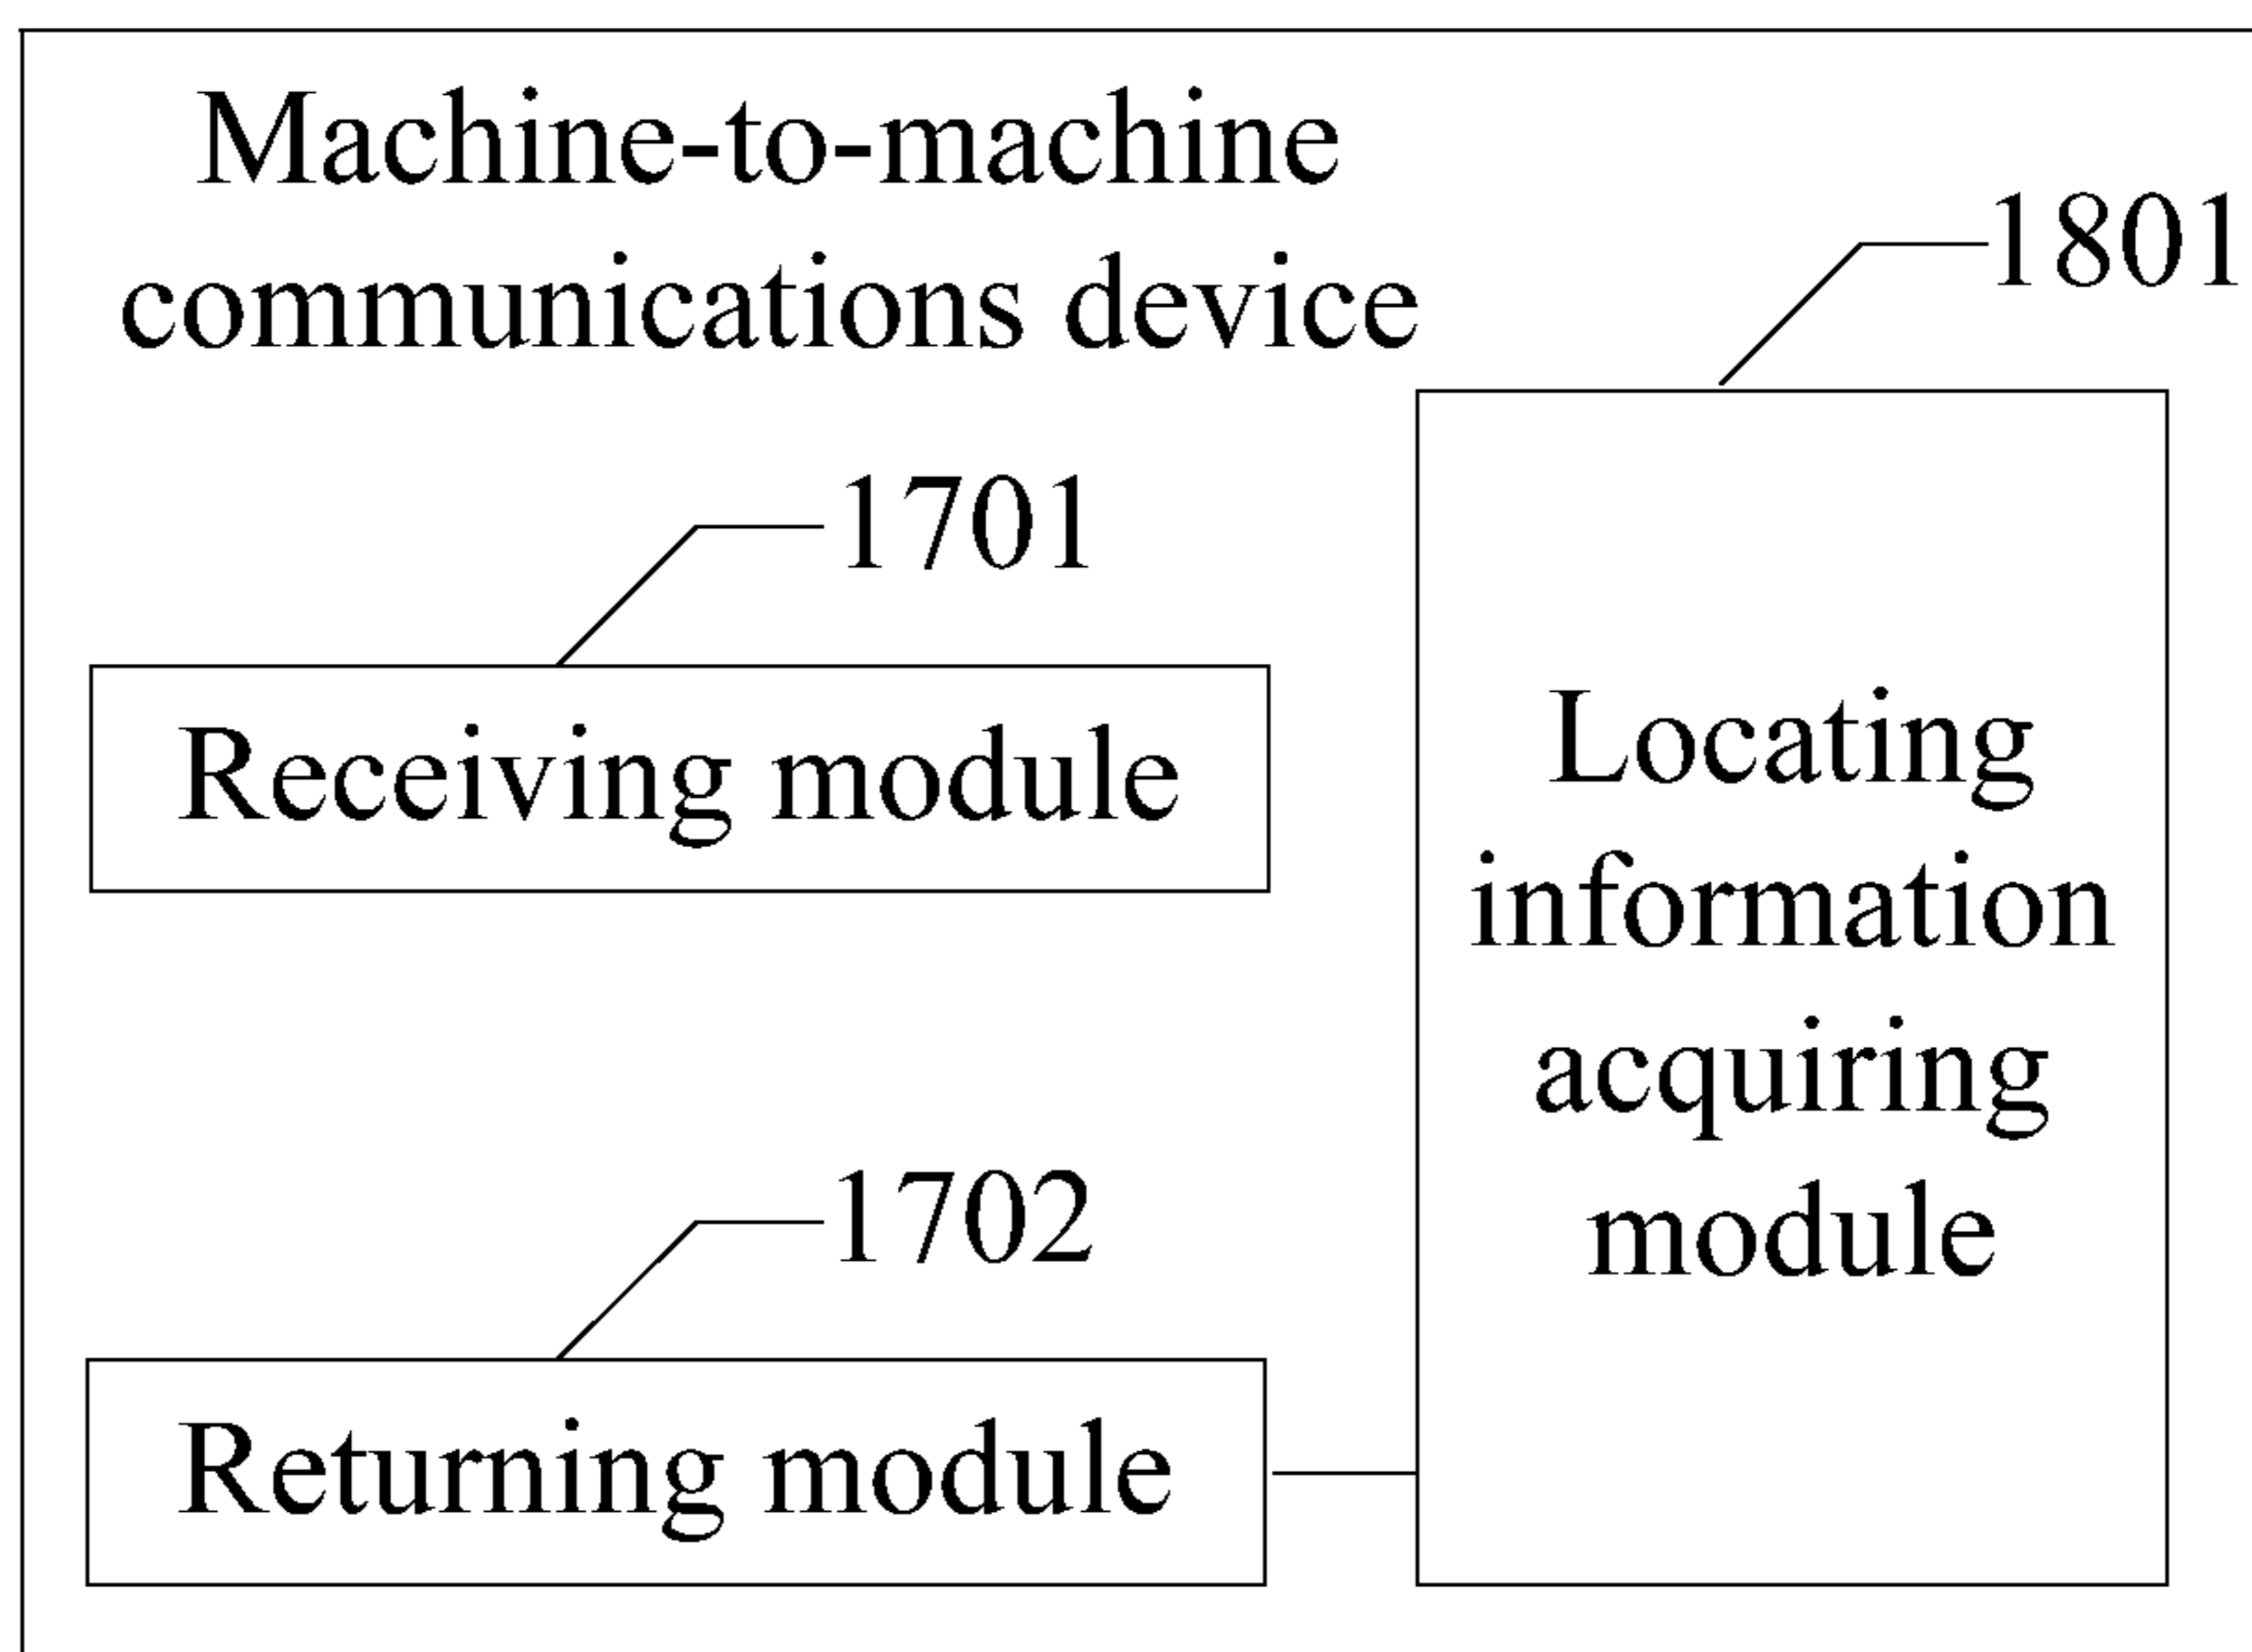 Machine-to-machine
communications device
1801
1701
Receiving module
Locating
information
acquiring
module
1702
Returning module